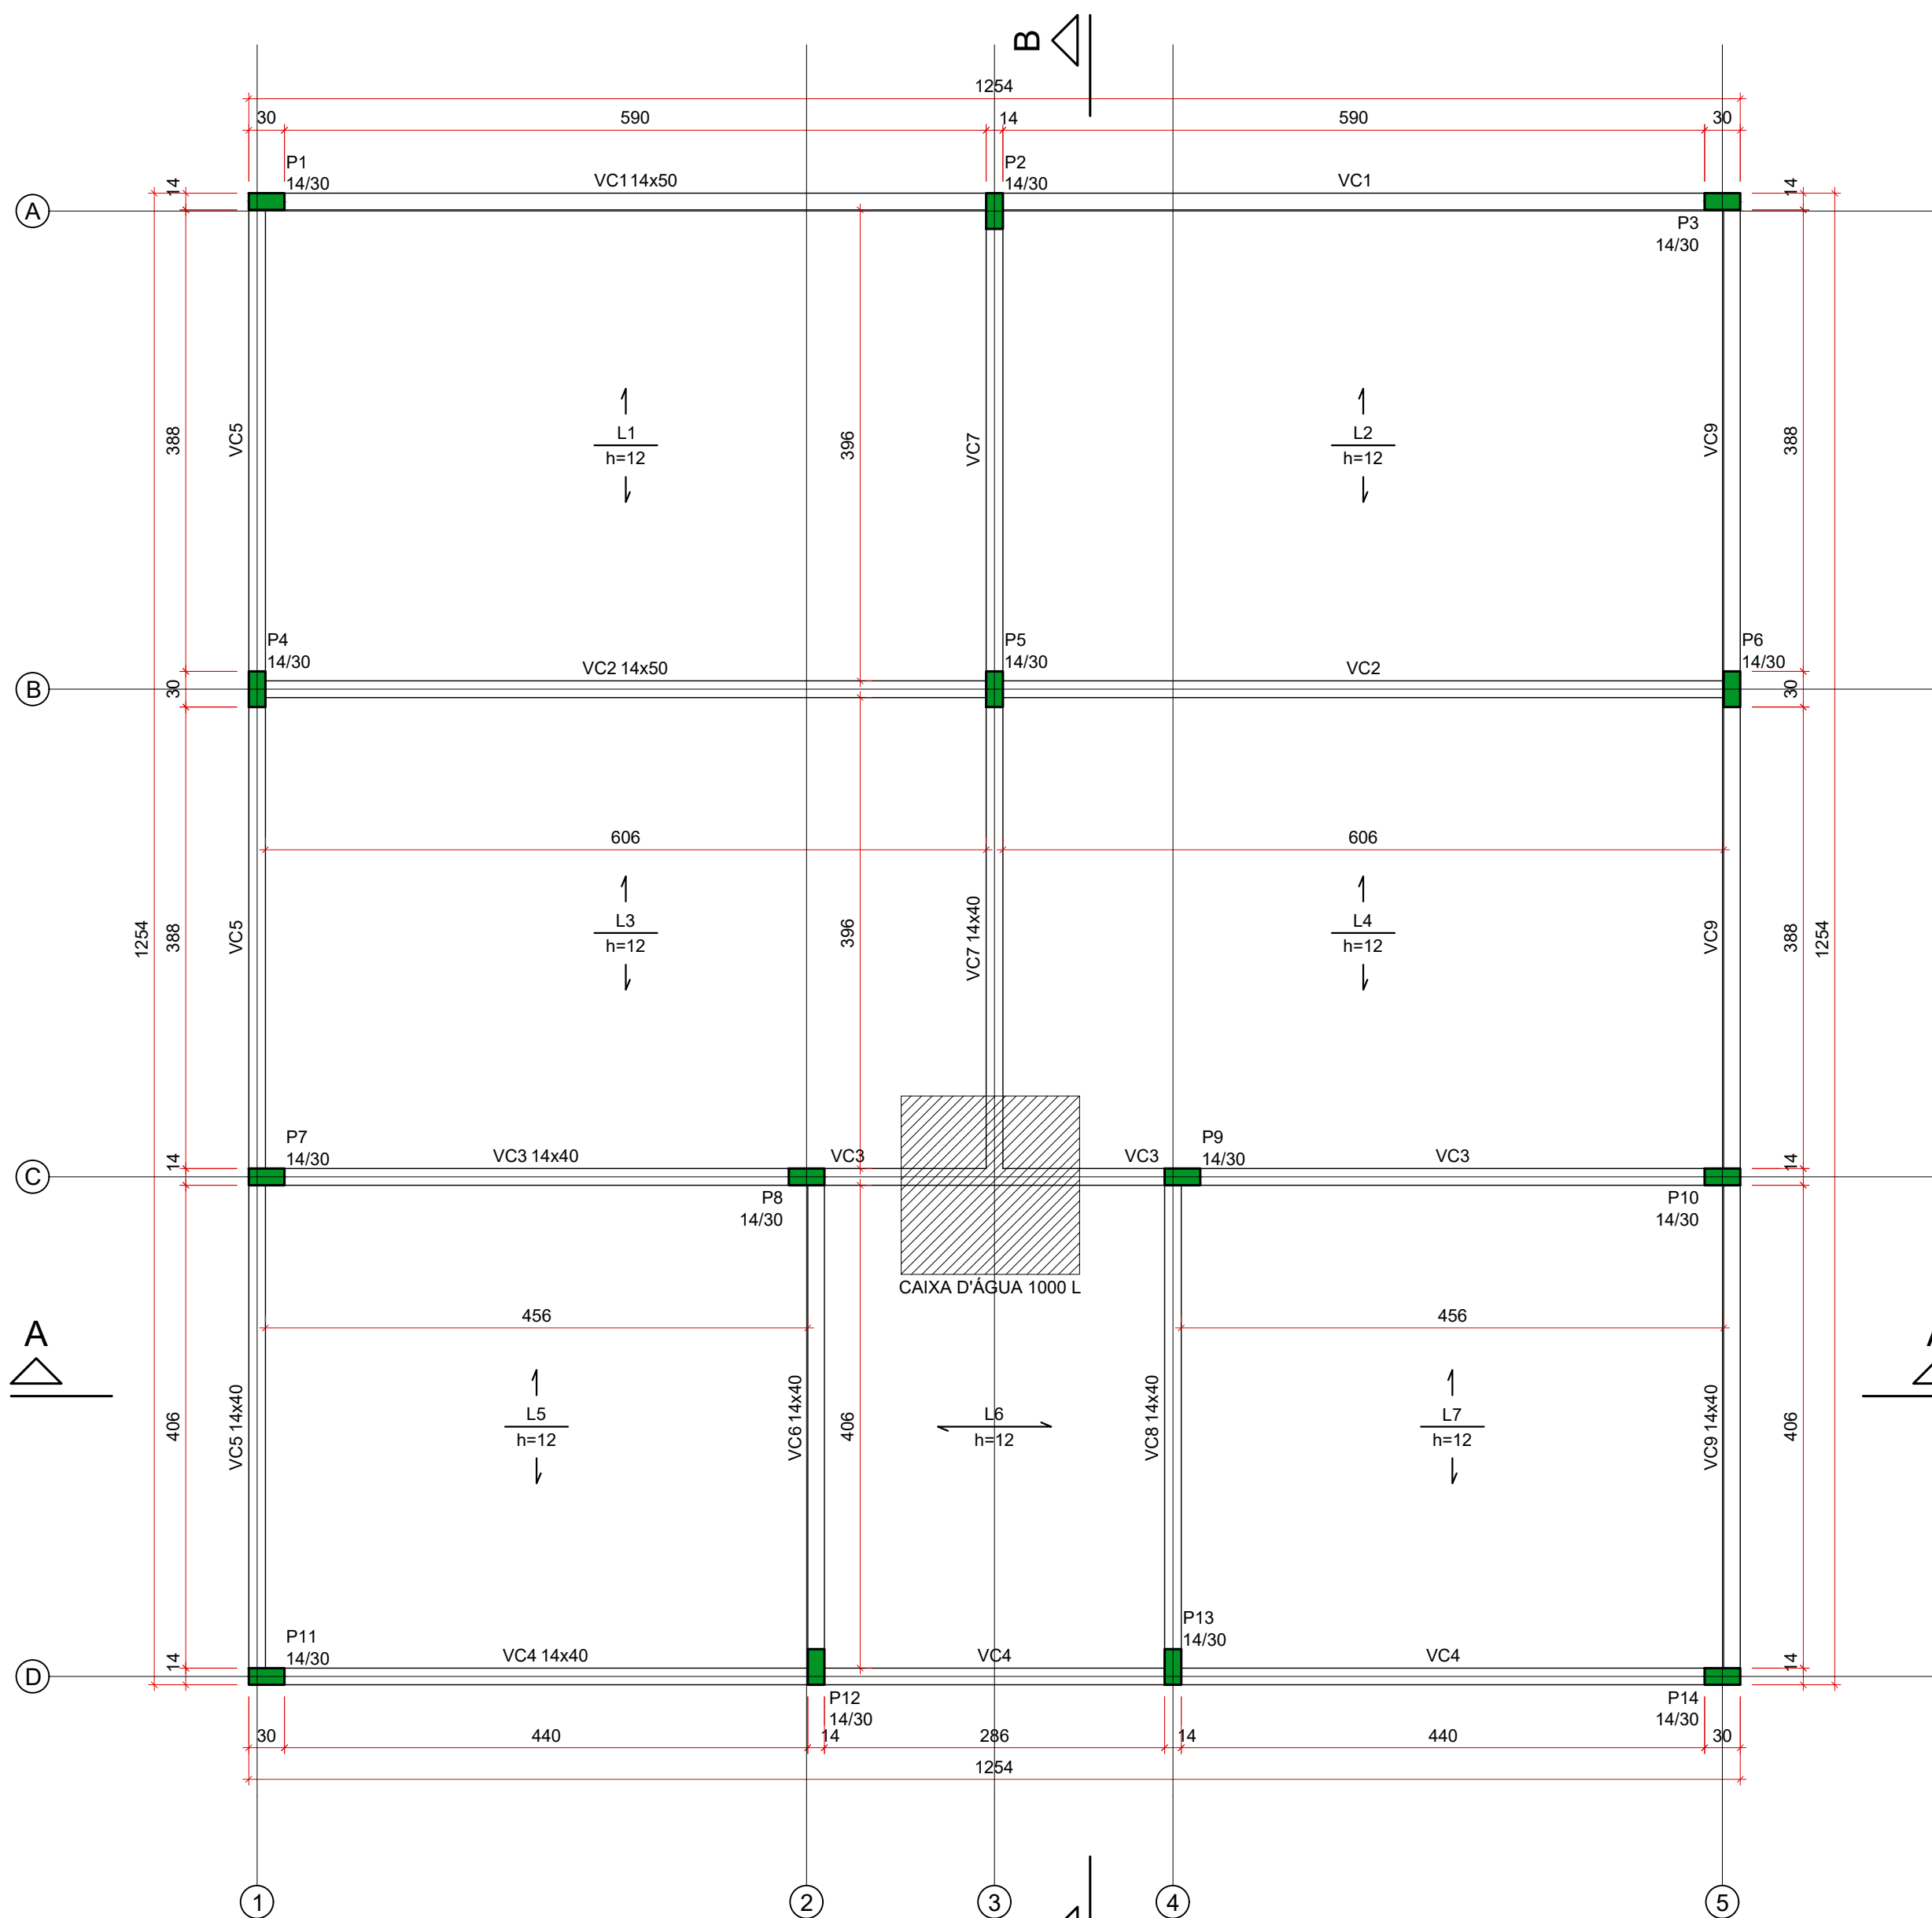 B
1254
30 590 14 590 30
P1
14/30
VC114x50
P2
14/30
VC1
14
14
A
P3
14/30
388
VC5
L1
h=12
396
VC7
L2
h=12
VC9
388
P4
14/30
VC2 14x50
P5
14/30
VC2
P6
14/30
B
30
30
606
606
1254
388
VC5
L3
h=12
396
VC7 14x40
L4
h=12
VC9
388
1254
P7
14/30
VC3 14x40
VC3
VC3
P9
14/30
VC3
14
14
C
P8
14/30
P10
14/30
CAIXA D'ÁGUA 1000 L
456
456
A
406
VC5 14x40
L5
h=12
VC6 14x40
406
L6
h=12
VC8 14x40
L7
h=12
VC9 14x40
406
P13
14/30
P11
14/30
VC4 14x40
VC4
VC4
14
14
D
P12
14/30
P14
14/30
30 440 14 286 14 440 30
1254
1 2 3 4 5